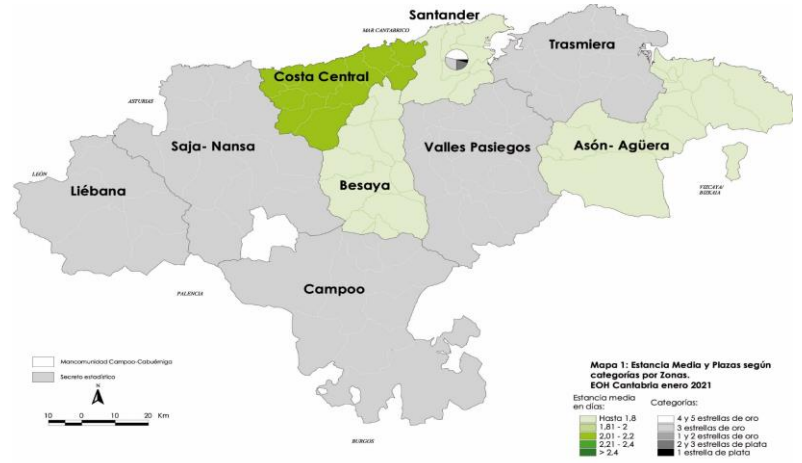 Santander
MAR CANTABRICO
Trasmiera
Costa Central
ASTURIAS
Saja- Nansa
Valles Pasiegos
Asón- Agüera
LEON
Liébana
Besaya
VIZCAYA/
BIZKAIA
Campoo
PALENCIA
Mancomunidad Campoo-Cabuérniga
Secreto estadístico
N
10 0 10 20 Km
BURGOS
Mapa 1: Estancia Media y Plazas según
categorías por Zonas.
EOH Cantabria enero 2021
Estancia media
en días:
Hasta 1,8
1,81 - 2
2,01 - 2,2
2,21 - 2,4
> 2,4
Categorías:
4 y 5 estrellas de oro
3 estrellas de oro
1 y 2 estrellas de oro
2 y 3 estrellas de plata
1 estrella de plata